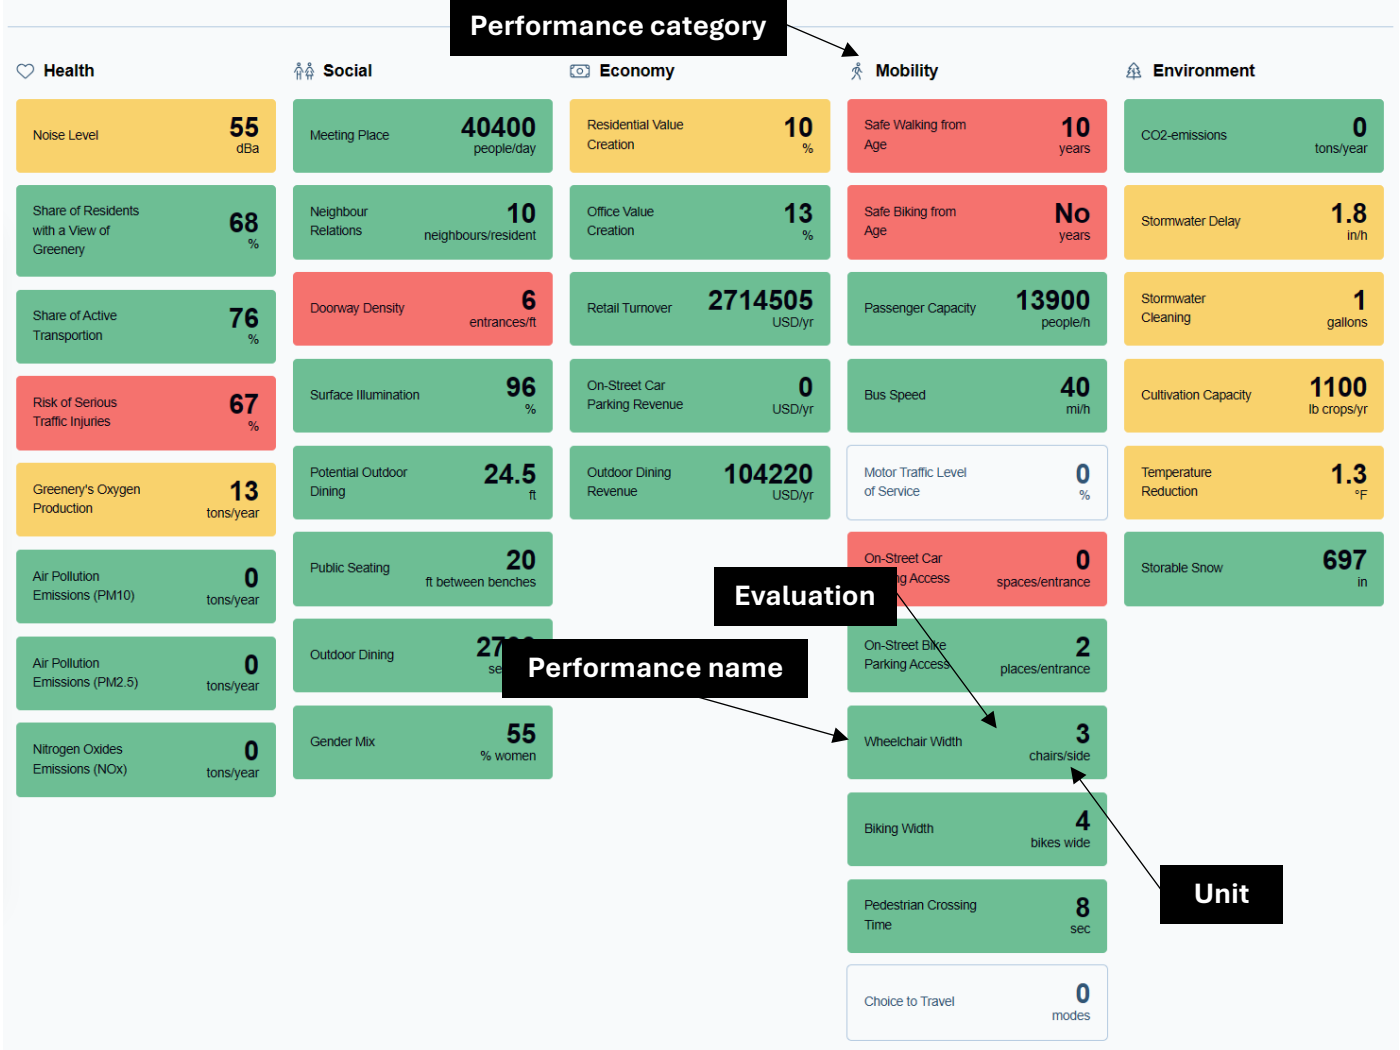 Performance category
Health
Noise Level
55
dBa
Share of Residents
with a View of
Greenery
68
%
Share of Active
Transportion
76
%
Risk of Serious
Traffic Injuries
67
%
Greenery's Oxygen
Production
13
tons/year
Air Pollution
Emissions (PM10)
0
tons/year
Air Pollution
Emissions (PM2.5)
0
tons/year
Nitrogen Oxides
Emissions (NOx)
0
tons/year
Social
Meeting Place
40400
people/day
Neighbour
Relations
10
neighbours/resident
Doorway Density
6
entrances/ft
Surface Illumination
96
%
Potential Outdoor
Dining
24.5
ft
Public Seating
20
ft between benches
Outdoor Dining
Gender Mix
55
% women
Economy
Residential Value
Creation
10
%
Office Value
Creation
13
%
Retail Turnover
2714505
USD/yr
On-Street Car
Parking Revenue
0
USD/yr
Outdoor Dining
Revenue
104220
USD/yr
Mobility
Safe Walking from
Age
10
years
Safe Biking from
Age
No
years
Passenger Capacity
13900
people/h
Bus Speed
40
mi/h
Motor Traffic Level
of Service
0
%
On-Street Car
Access
0
spaces/entrance
Evaluation
On-Street Bike
Parking Access
2
places/entrance
Performance name
Wheelchair Width
3
chairs/side
Biking Width
4
bikes wide
Unit
Pedestrian Crossing
Time
8
sec
Choice to Travel
0
modes
Environment
CO2-emissions
0
tons/year
Stormwater Delay
1.8
in/h
Stormwater
Cleaning
1
gallons
Cultivation Capacity
1100
lb crops/yr
Temperature
Reduction
1.3
°F
Storable Snow
697
in